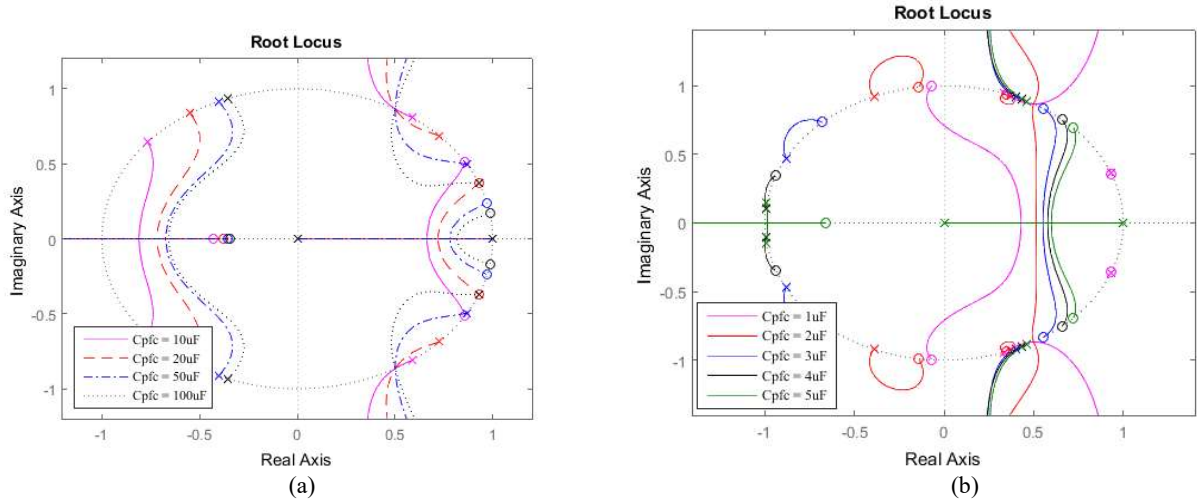 Root Locus
1
0.5
0
-0.5
-1
Imaginary Axis
Cpfc = 10uF
Cpfc = 20uF
Cpfc = 50uF
Cpfc = 100uF
-1
-0.5
0
0.5
1
Real Axis
(a)
Root Locus
1
0.5
0
-0.5
-1
Imaginary Axis
Cpfc = 1uF
Cpfc = 2uF
Cpfc = 3uF
Cpfc = 4uF
Cpfc = 5uF
-1
-0.5
0
0.5
1
Real Axis
(b)